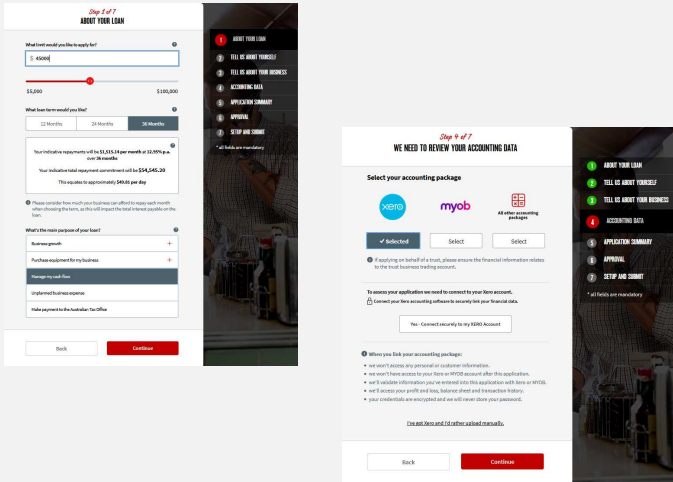 Step 1 of 7
ABOUT YOUR LOAN
What limit would you like to apply for?
$ 45000
$5,000 $100,000
What loan term would you like?
12 Months 24 Months 36 Months
Your indicative repayments will be $1,515.14 per month at 12.95% p.a.
over 36 months
Your indicative total repayment commitment will be $54,545.20
This equates to approximately $49.81 per day
Please consider how much your business can afford to repay each month
when choosing the term, as this will impact the total interest payable on the
loan.
What's the main purpose of your loan?
Business growth +
Purchase equipment for my business +
Manage my cash flow
Unplanned business expense
Make payment to the Australian Tax Office
Back Continue
1 ABOUT YOUR LOAN
2 TELL US ABOUT YOURSELF
3 TELL US ABOUT YOUR BUSINESS
4 ACCOUNTING DATA
5 APPLICATION SUMMARY
6 APPROVAL
7 SETUP AND SUBMIT
* all fields are mandatory
Step 4 of 7
WE NEED TO REVIEW YOUR ACCOUNTING DATA
Select your accounting package
xero myob All other accounting
packages
✓ Selected Select Select
If applying on behalf of a trust, please ensure the financial information relates
to the trust business trading account.
To assess your application we need to connect to your Xero account.
Connect your Xero accounting software to securely link your financial data.
Yes - Connect securely to my XERO Account
When you link your accounting package:
• we won't access any personal or customer information.
• we won't have access to your Xero or MYOB account after this application.
• we'll validate information you've entered into this application with Xero or MYOB.
• we'll access your profit and loss, balance sheet and transaction history.
• your credentials are encrypted and we will never store your password.
I've got Xero and I'd rather upload manually.
Back Continue
1 ABOUT YOUR LOAN
2 TELL US ABOUT YOURSELF
3 TELL US ABOUT YOUR BUSINESS
4 ACCOUNTING DATA
5 APPLICATION SUMMARY
6 APPROVAL
7 SETUP AND SUBMIT
* all fields are mandatory